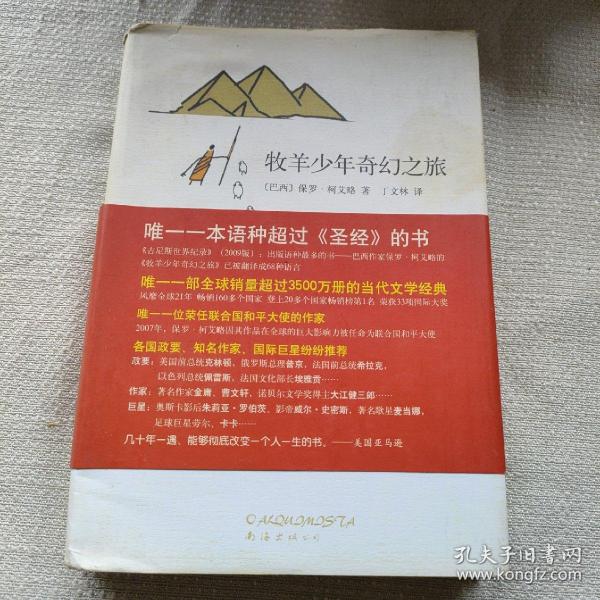 牧羊少年奇幻之旅
〔巴西〕保罗·柯艾略 著 丁文林 译
唯一一本语种超过《圣经》的书
《吉尼斯世界纪录》(2009版):出版语种最多的书——巴西作家保罗·柯艾略的
《牧羊少年奇幻之旅》已被翻译成68种语言
唯一一部全球销量超过3500万册的当代文学经典
风靡全球21年 畅销160多个国家 登上20多个国家畅销榜第1名 荣获33项国际大奖
唯一一位荣任联合国和平大使的作家
2007年,保罗·柯艾略因其作品在全球的巨大影响力被任命为联合国和平大使
各国政要、知名作家、国际巨星纷纷推荐
政要:美国前总统克林顿,俄罗斯总理普京,法国前总统希拉克,
以色列总统佩雷斯,法国文化部长埃雅贡……
作家:著名作家金庸、曹文轩,诺贝尔文学奖得主大江健三郎……
巨星:奥斯卡影后朱莉亚·罗伯茨,影帝威尔·史密斯,著名歌星麦当娜,
足球巨星劳尔,卡卡……
几十年一遇、能够彻底改变一个人一生的书。——美国亚马逊
O ALQUIMISTA
南海出版公司
孔夫子旧书网
www.kongfz.com